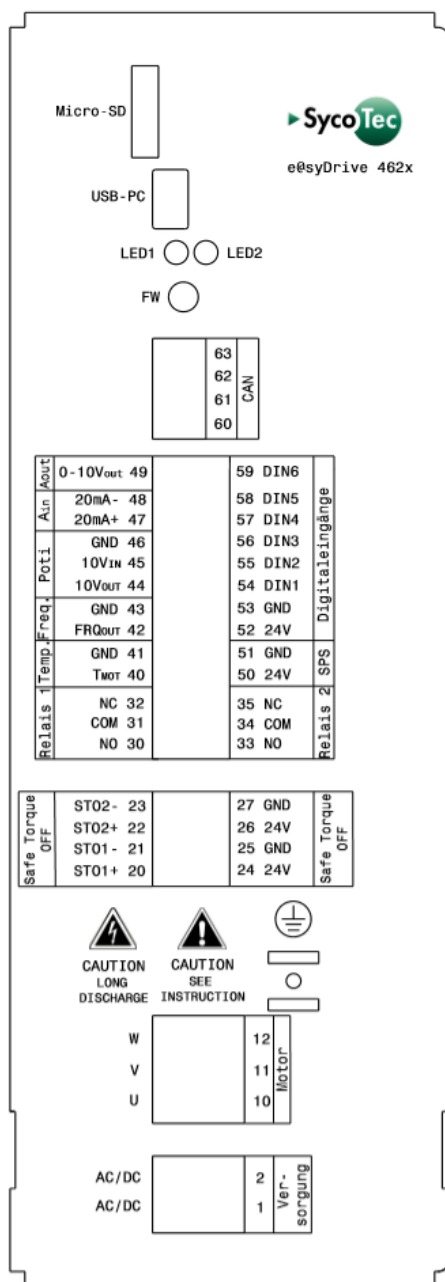 Micro-SD
SycoTec
e@syDrive 462x
USB-PC
LED1
LED2
FW
63
62
61
60
CAN
Aout
0-10Vout 49
Ain
20mA- 48
20mA+ 47
Poti
GND 46
10VIN 45
10VOUT 44
Freq.
GND 43
FRQOUT 42
Temp.
GND 41
TMOT 40
Relais 1
NC 32
COM 31
NO 30
59 DIN6
58 DIN5
57 DIN4
56 DIN3
55 DIN2
54 DIN1
53 GND
52 24V
Digitaleingänge
51 GND
50 24V
SPS
35 NC
34 COM
33 NO
Relais 2
Safe Torque
OFF
STO2- 23
STO2+ 22
STO1- 21
STO1+ 20
27 GND
26 24V
25 GND
24 24V
Safe Torque
OFF
CAUTION
LONG
DISCHARGE
CAUTION
SEE
INSTRUCTION
W
V
U
12
11
10
Motor
AC/DC
AC/DC
2
1
Ver-
sorgung